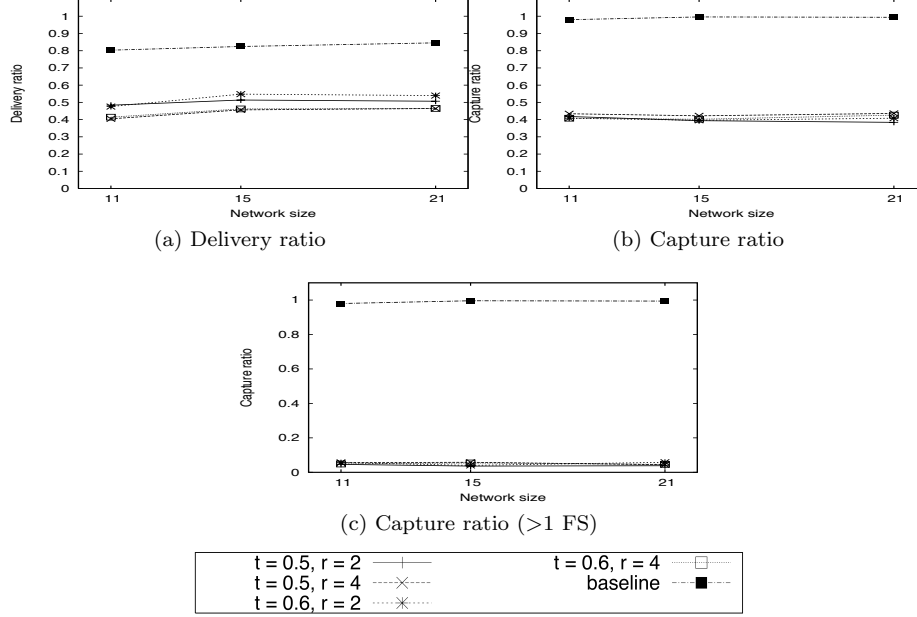 1
0.9
0.8
0.7
0.6
0.5
0.4
0.3
0.2
0.1
0
Delivery ratio
11 15 21
Network size
(a) Delivery ratio
1
0.9
0.8
0.7
0.6
0.5
0.4
0.3
0.2
0.1
0
Capture ratio
11 15 21
Network size
(b) Capture ratio
1
0.8
0.6
0.4
0.2
0
Capture ratio
11 15 21
Network size
(c) Capture ratio (>1 FS)
t = 0.5, r = 2
t = 0.5, r = 4
t = 0.6, r = 2
t = 0.6, r = 4
baseline